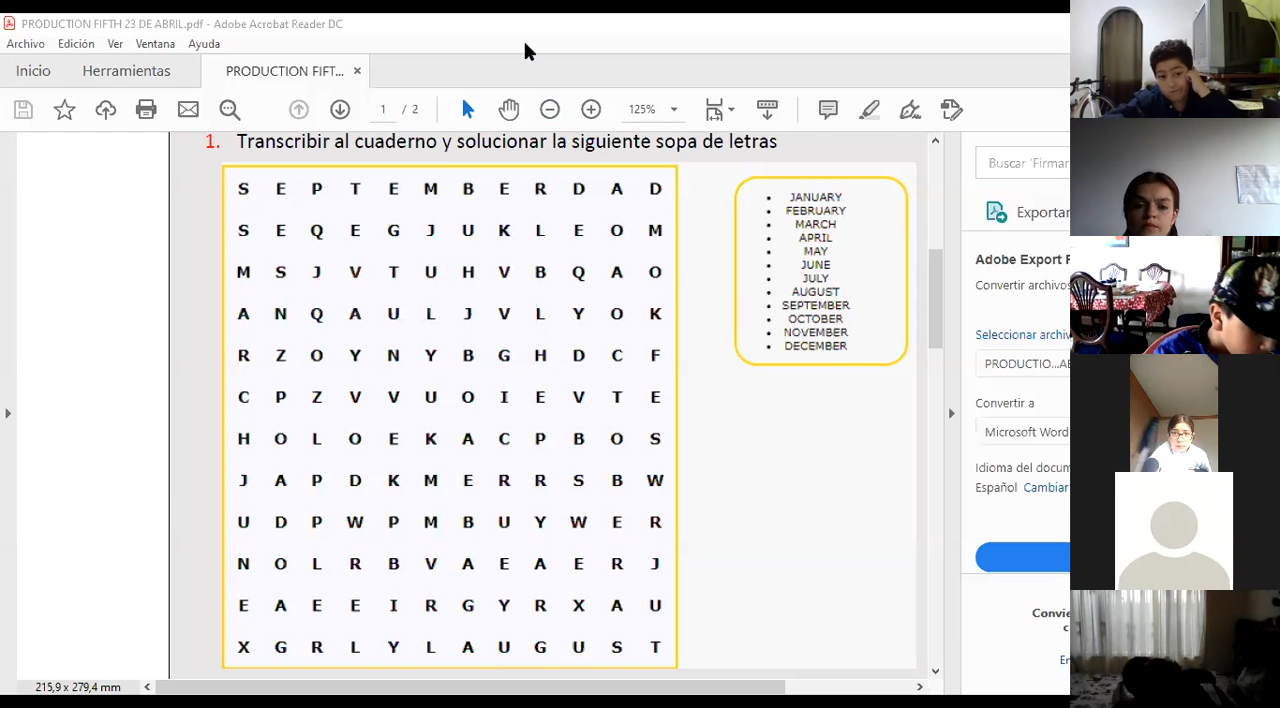 PRODUCTION FIFTH 23 DE ABRIL.pdf - Adobe Acrobat Reader DC
Archivo Edición Ver Ventana Ayuda
Inicio Herramientas PRODUCTION FIFT... ×
1 / 2 125%
1. Transcribir al cuaderno y solucionar la siguiente sopa de letras
S E P T E M B E R D A D
S E Q E G J U K L E O M
M S J V T U H V B Q A O
A N Q A U L J V L Y O K
R Z O Y N Y B G H D C F
C P Z V V U O I E V T E
H O L O E K A C P B O S
J A P D K M E R R S B W
U D P W P M B U Y W E R
N O L R B V A E A E R J
E A E E I R G Y R X A U
X G R L Y L A U G U S T
• JANUARY
• FEBRUARY
• MARCH
• APRIL
• MAY
• JUNE
• JULY
• AUGUST
• SEPTEMBER
• OCTOBER
• NOVEMBER
• DECEMBER
Buscar 'Firmar
Exportar
Adobe Export
Convertir archivos
Seleccionar archiv
PRODUCTIO...AB
Convertir a
Microsoft Word
Idioma del docum
Español Cambiar
Convie
c
En
215,9 x 279,4 mm